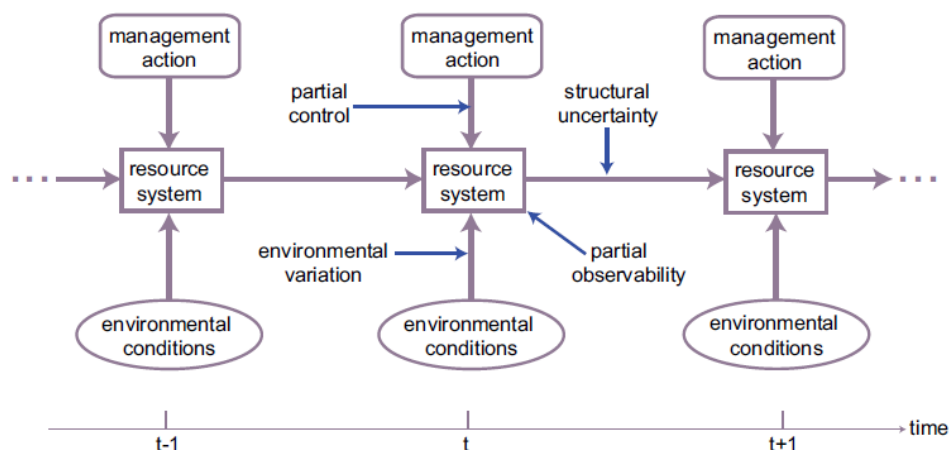 management
action
management
action
management
action
partial
control
structural
uncertainty
...
resource
system
resource
system
resource
system
...
environmental
variation
partial
observability
environmental
conditions
environmental
conditions
environmental
conditions
t-1
t
t+1
time